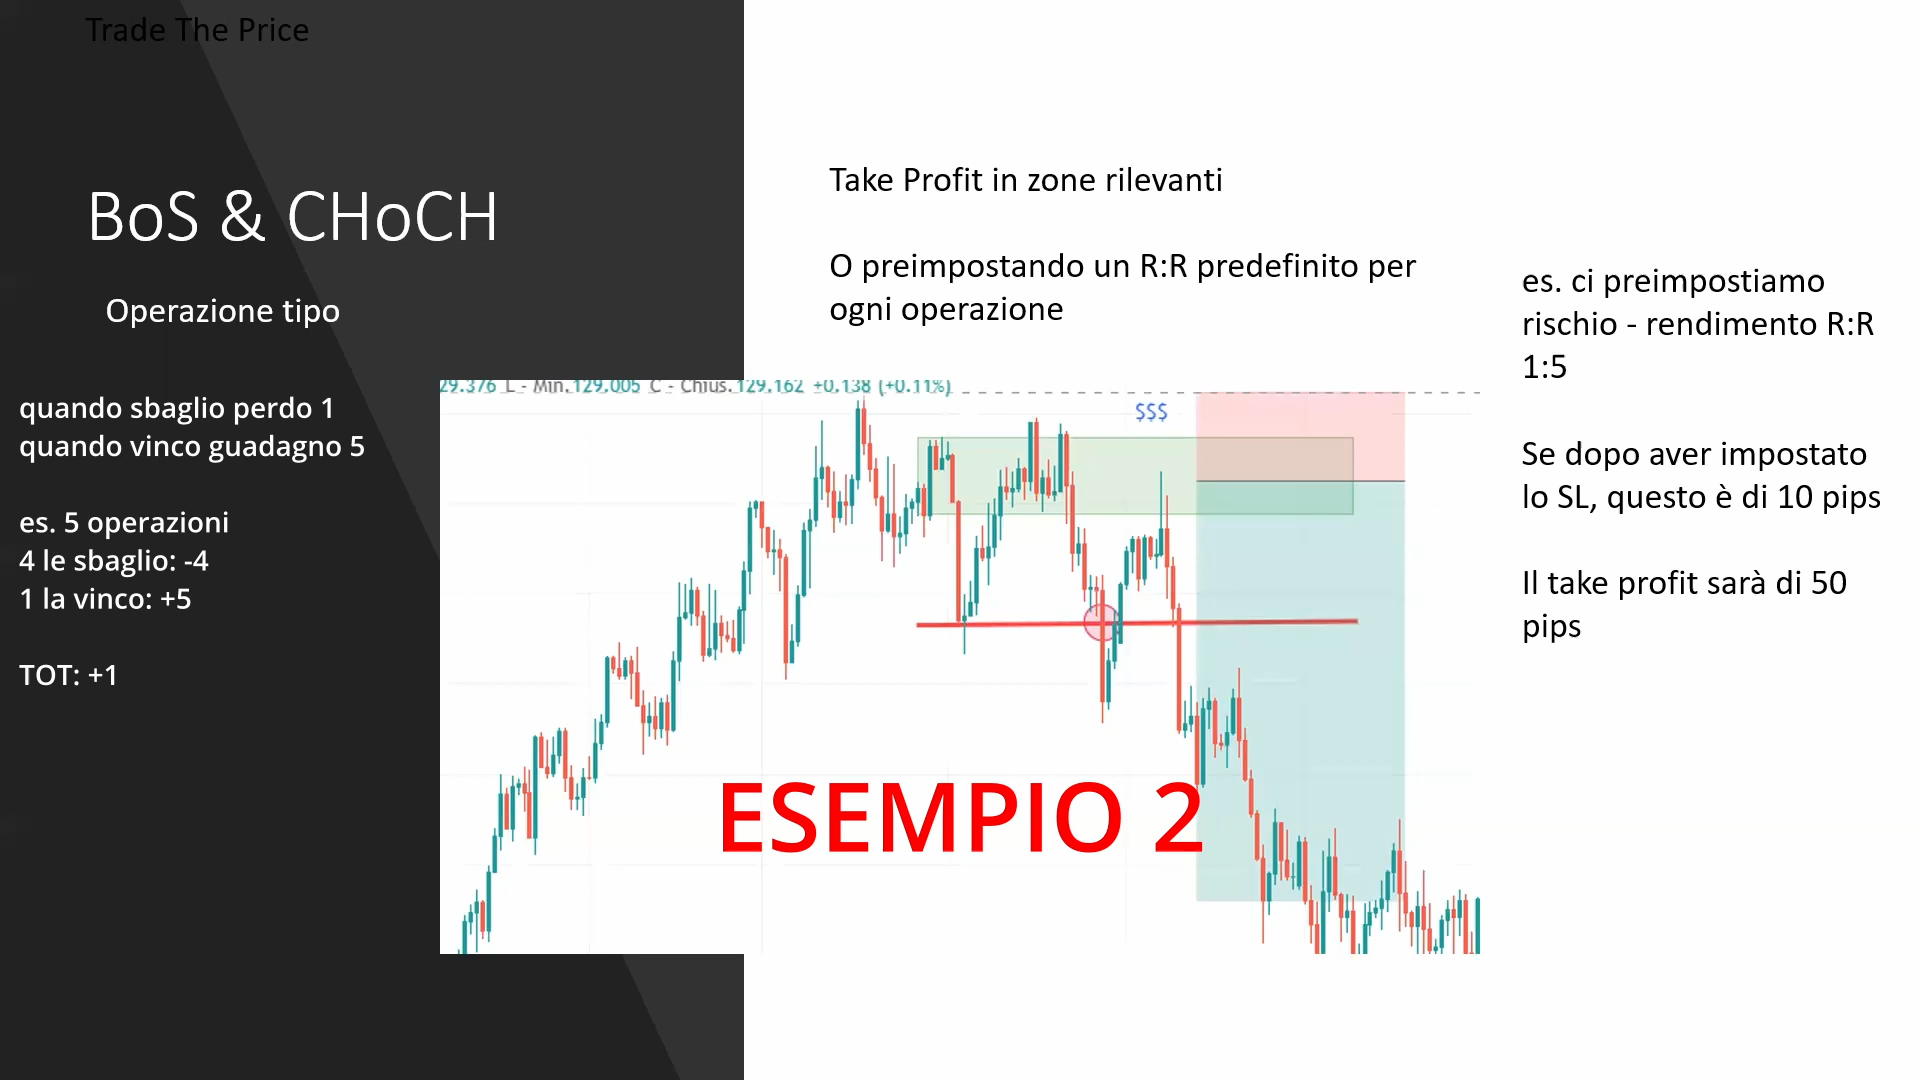 Trade The Price
BoS & CHoCH
Operazione tipo
quando sbaglio perdo 1
quando vinco guadagno 5
es. 5 operazioni
4 le sbaglio: -4
1 la vinco: +5
TOT: +1
Take Profit in zone rilevanti
O preimpostando un R:R predefinito per
ogni operazione
29.376 L - Min.129.005 C - Chius.129.162 +0.138 (+0.11%)
$$$
ESEMPIO 2
es. ci preimpostiamo
rischio - rendimento R:R
1:5
Se dopo aver impostato
lo SL, questo è di 10 pips
Il take profit sarà di 50
pips